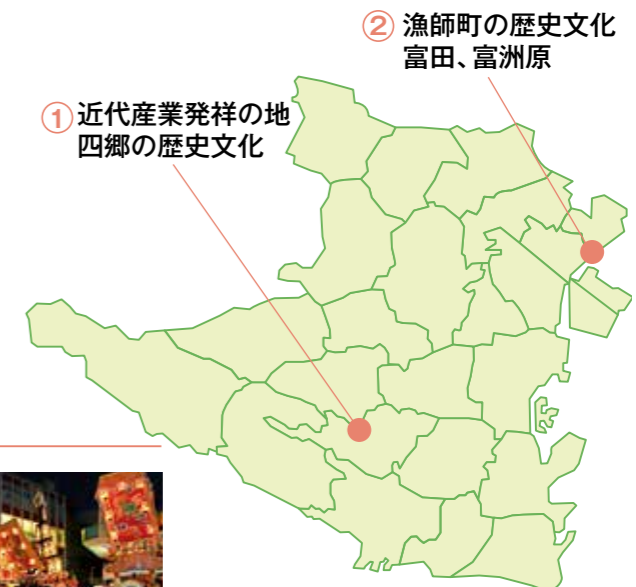 ② 漁師町の歴史文化
富田、富洲原
① 近代産業発祥の地
四郷の歴史文化